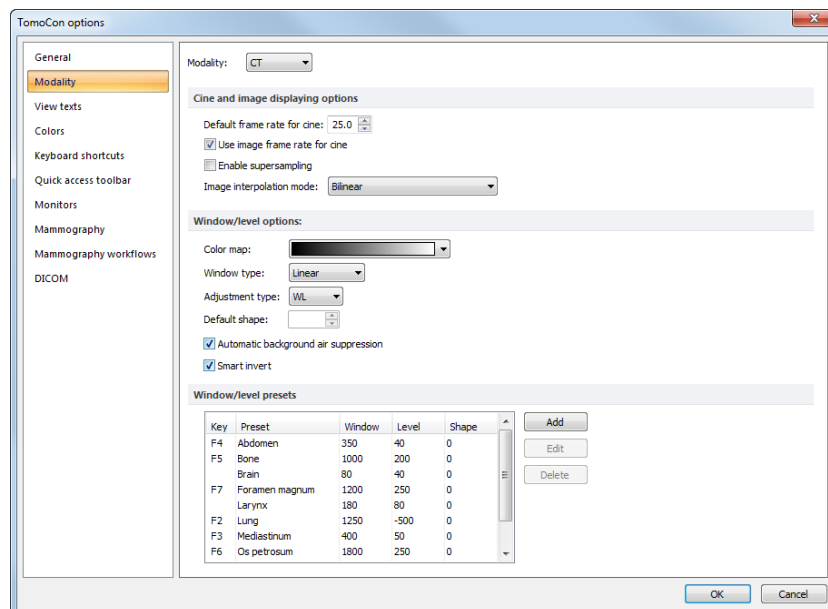 TomoCon options
General
Modality
View texts
Colors
Keyboard shortcuts
Quick access toolbar
Monitors
Mammography
Mammography workflows
DICOM
Modality: CT
Cine and image displaying options
Default frame rate for cine: 25.0
Use image frame rate for cine
Enable supersampling
Image interpolation mode: Bilinear
Window/level options:
Color map:
Window type: Linear
Adjustment type: WL
Default shape:
Automatic background air suppression
Smart invert
Window/level presets
Key Preset Window Level Shape
F4 Abdomen 350 40 0
F5 Bone 1000 200 0
Brain 80 40 0
F7 Foramen magnum 1200 250 0
Larynx 180 80 0
F2 Lung 1250 -500 0
F3 Mediastinum 400 50 0
F6 Os petrosum 1800 250 0
Add
Edit
Delete
OK Cancel